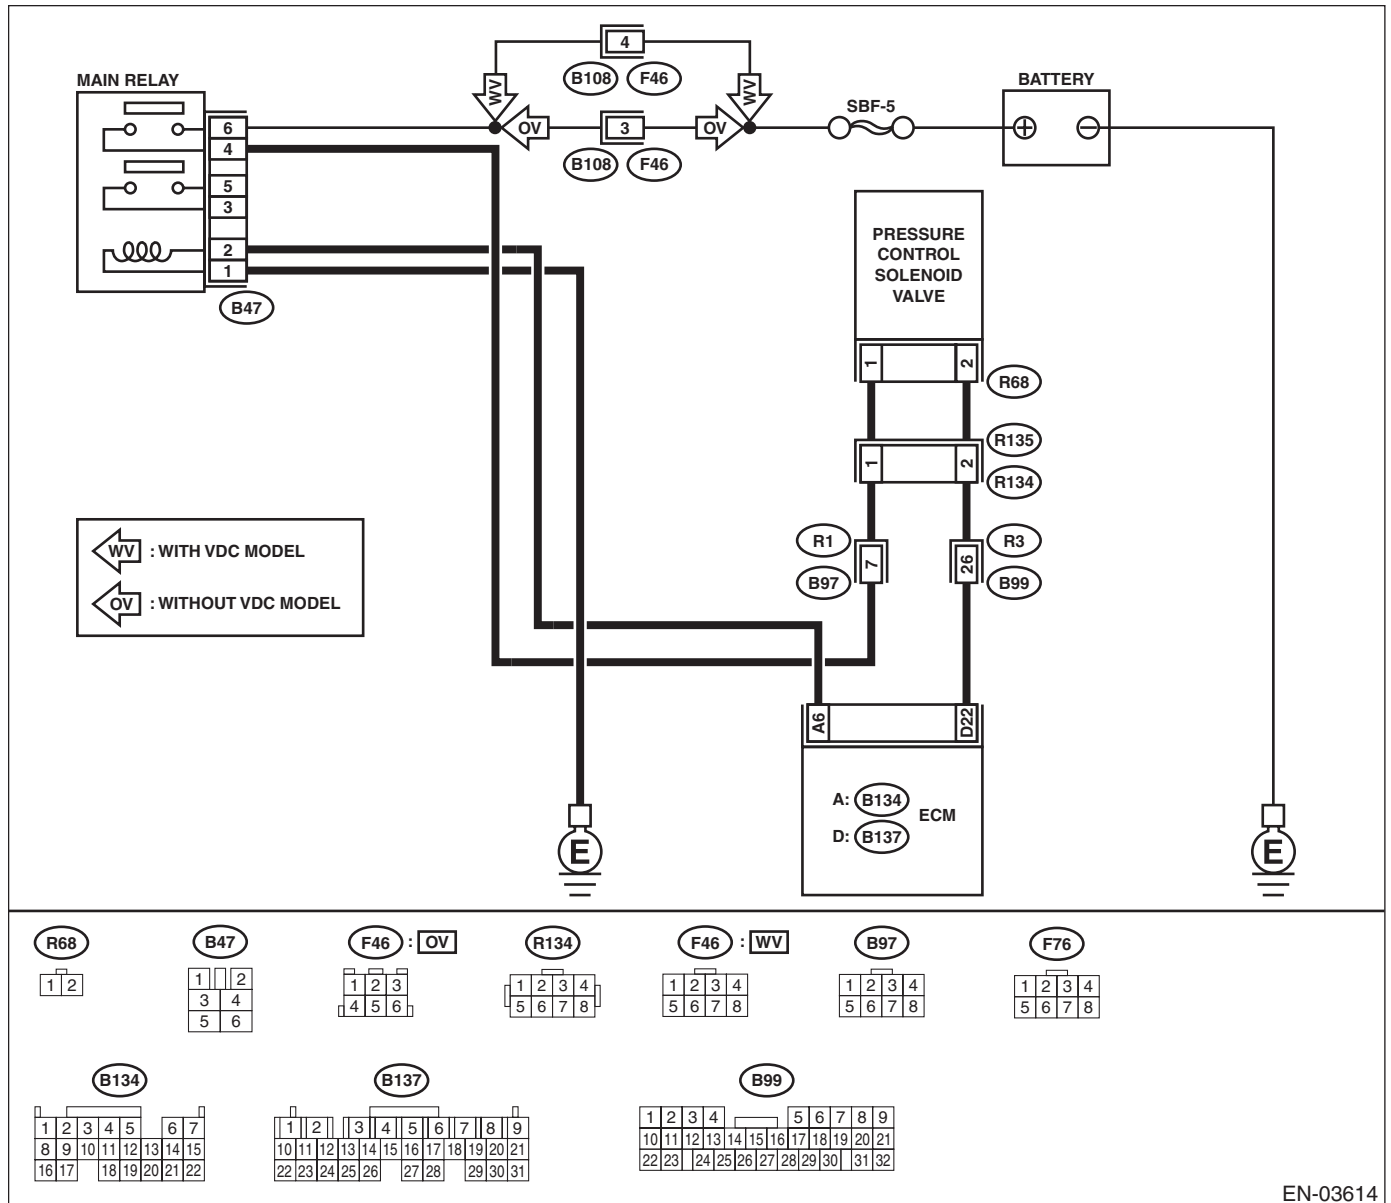 4
B108 F46
MAIN RELAY
WV
WV
BATTERY
SBF-5
6
OV
3
OV
4
B108 F46
5
3
2
1
B47
PRESSURE
CONTROL
SOLENOID
VALVE
1 2
R68
R135
1 2
R134
R1
R3
7
26
B97
B99
WV : WITH VDC MODEL
OV : WITHOUT VDC MODEL
A6
D22
A: B134
ECM
D: B137
E
E
R68
B47
F46 : OV
R134
F46 : WV
B97
F76
1 2
1 2
3 4
5 6
1 2 3
4 5 6
1 2 3 4
5 6 7 8
1 2 3 4
5 6 7 8
1 2 3 4
5 6 7 8
1 2 3 4
5 6 7 8
B134
B137
B99
1 2 3 4 5 6 7
8 9 10 11 12 13 14 15
16 17 18 19 20 21 22
1 2 3 4 5 6 7 8 9
10 11 12 13 14 15 16 17 18 19 20 21
22 23 24 25 26 27 28 29 30 31
1 2 3 4 5 6 7 8 9
10 11 12 13 14 15 16 17 18 19 20 21
22 23 24 25 26 27 28 29 30 31 32
EN-03614